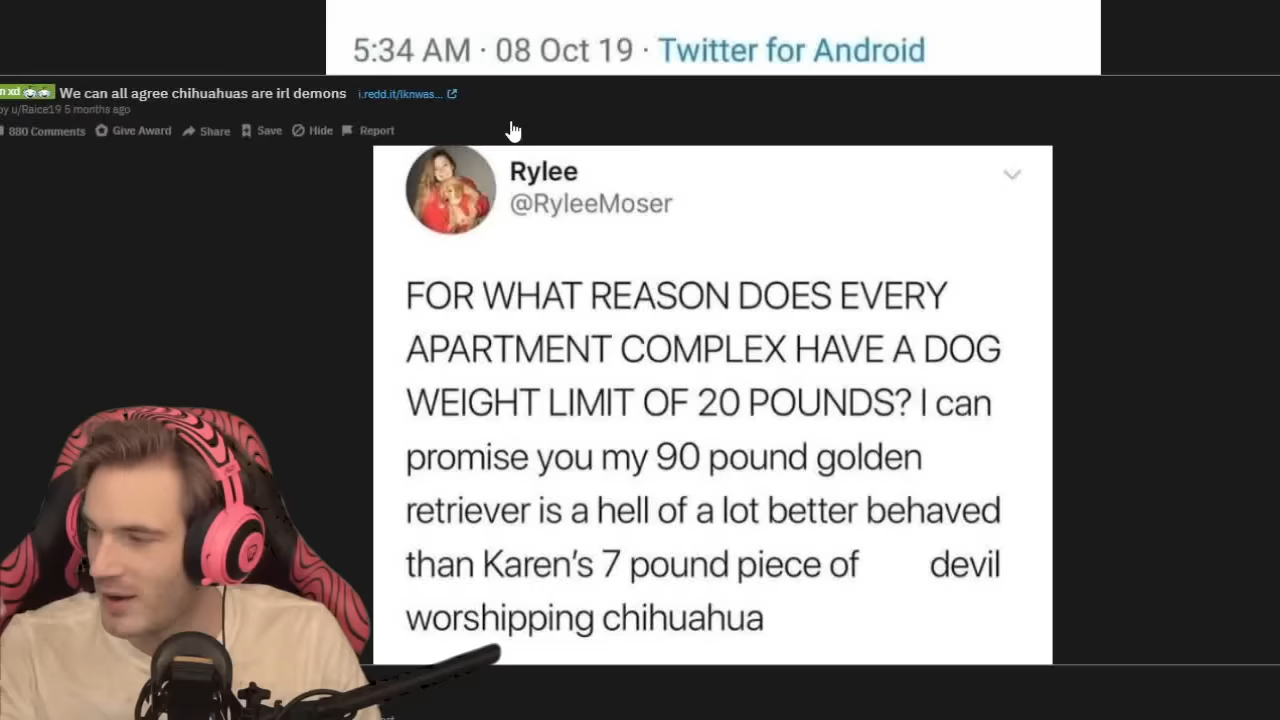 5:34 AM · 08 Oct 19 · Twitter for Android
n xd We can all agree chihuahuas are irl demons i.redd.it/lknwas...
by u/Raice19 5 months ago
880 Comments Give Award Share Save Hide Report
Rylee
@RyleeMoser
FOR WHAT REASON DOES EVERY
APARTMENT COMPLEX HAVE A DOG
WEIGHT LIMIT OF 20 POUNDS? I can
promise you my 90 pound golden
retriever is a hell of a lot better behaved
than Karen's 7 pound piece of devil
worshipping chihuahua